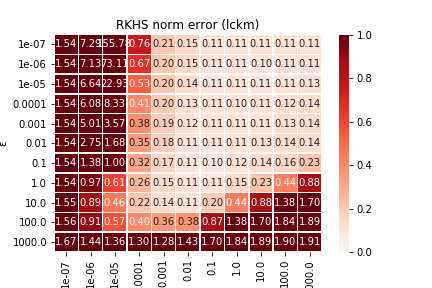 RKHS norm error (lckm)
1e-07 1.54 7.29 155.7 0.76 0.21 0.15 0.11 0.11 0.11 0.11 0.11 1.0
1e-06 1.54 7.13 73.11 0.67 0.20 0.15 0.11 0.11 0.10 0.11 0.11
1e-05 1.54 6.64 22.93 0.53 0.20 0.14 0.11 0.11 0.11 0.11 0.13 0.8
0.0001 1.54 6.08 8.33 0.41 0.20 0.13 0.11 0.10 0.11 0.12 0.14
0.001 1.54 5.01 3.57 0.38 0.19 0.12 0.11 0.11 0.11 0.13 0.14 0.6
0.01 1.54 2.75 1.68 0.35 0.18 0.11 0.11 0.11 0.13 0.14 0.14
ε
0.1 1.54 1.38 1.00 0.32 0.17 0.11 0.10 0.12 0.14 0.16 0.23 0.4
1.0 1.54 0.97 0.61 0.26 0.15 0.11 0.11 0.15 0.23 0.44 0.88
10.0 1.55 0.89 0.46 0.22 0.14 0.11 0.20 0.44 0.88 1.38 1.70 0.2
100.0 1.56 0.91 0.57 0.40 0.36 0.38 0.87 1.38 1.70 1.84 1.89
1000.0 1.67 1.44 1.36 1.30 1.28 1.43 1.70 1.84 1.89 1.90 1.91 0.0
1e-07 1e-06 1e-05 0001 0.001 0.01 0.1 1.0 10.0 100.0 000.0